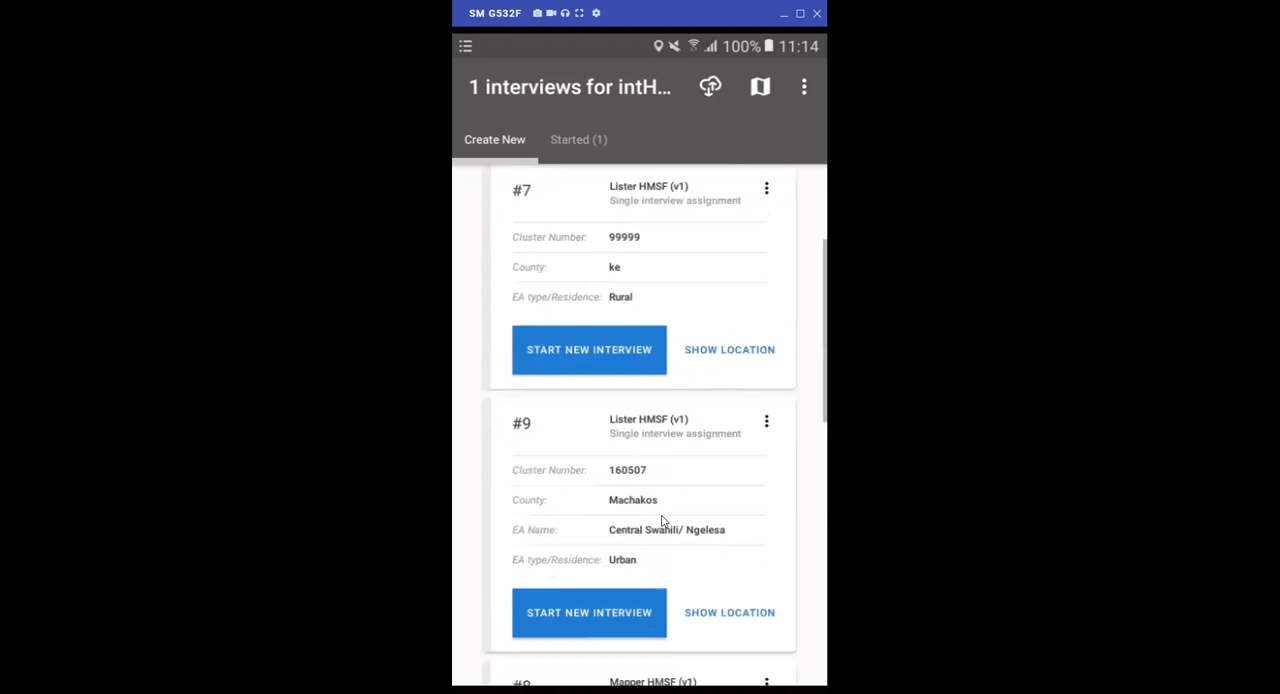 SM G532F
100% 11:14
1 interviews for intH...
Create New Started (1)
#7 Lister HMSF (v1)
Single interview assignment
Cluster Number: 99999
County: ke
EA type/Residence: Rural
START NEW INTERVIEW SHOW LOCATION
#9 Lister HMSF (v1)
Single interview assignment
Cluster Number: 160507
County: Machakos
EA Name: Central Swahili/ Ngelesa
EA type/Residence: Urban
START NEW INTERVIEW SHOW LOCATION
#8 Mapper HMSF (v1)